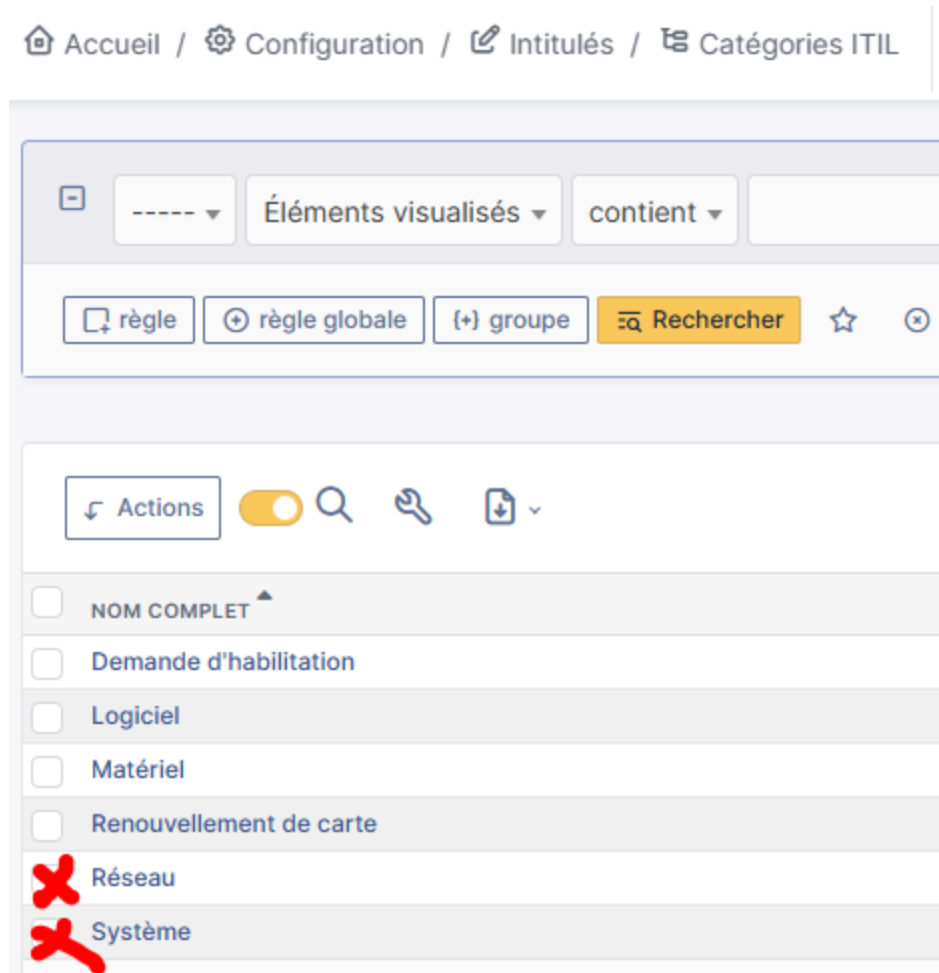 Accueil / Configuration / Intitulés / Catégories ITIL
----- Éléments visualisés contient
règle règle globale {+} groupe Rechercher
Actions
NOM COMPLET
Demande d'habilitation
Logiciel
Matériel
Renouvellement de carte
Réseau
Système